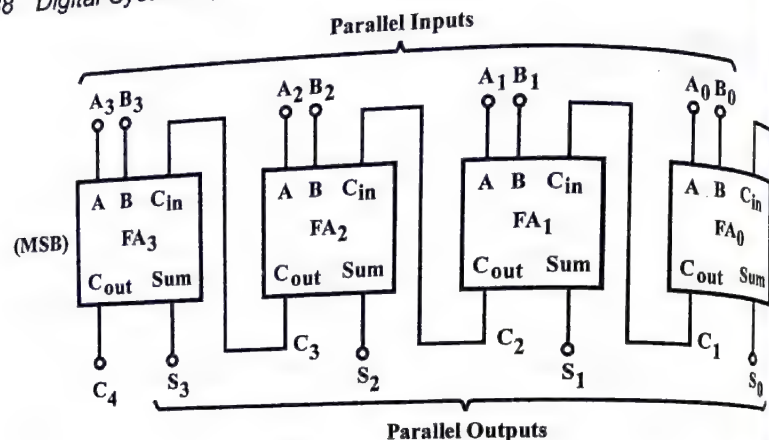 8 Digital
Parallel Inputs
A3 B3 A2 B2 A1 B1 A0 B0
A B Cin A B Cin A B Cin A B Cin
(MSB) FA3 FA2 FA1 FA0
Cout Sum Cout Sum Cout Sum Cout Sum
C4 S3 C3 S2 C2 S1 C1 S0
Parallel Outputs